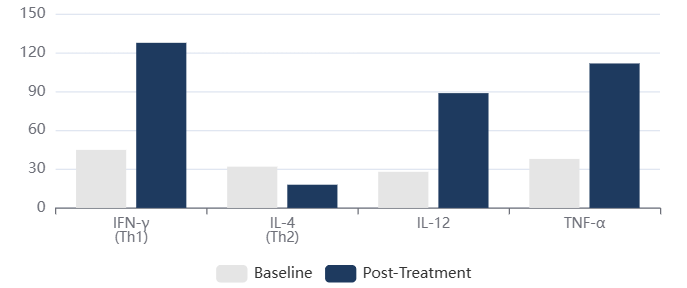 150
120
90
60
30
0
IFN-γ
(Th1)
IL-4
(Th2)
IL-12
TNF-α
Baseline
Post-Treatment